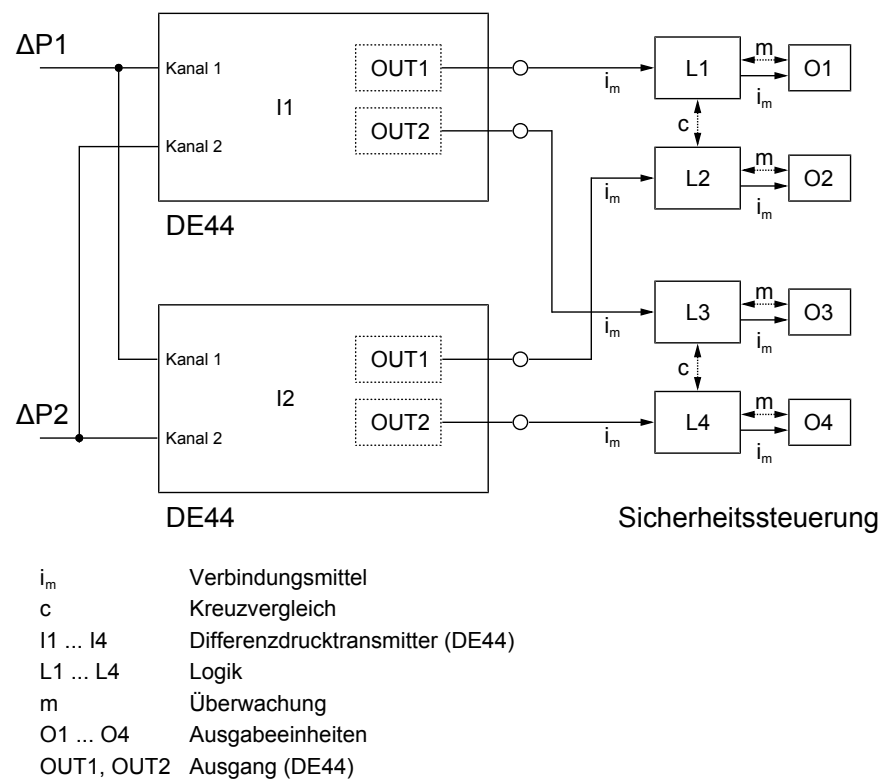 ΔP1
Kanal 1
Kanal 2
I1
OUT1
OUT2
DE44
i_m
L1
m
i_m
O1
c
i_m
L2
m
i_m
O2
ΔP2
Kanal 1
Kanal 2
I2
OUT1
OUT2
DE44
i_m
L3
m
i_m
O3
c
i_m
L4
m
i_m
O4
Sicherheitssteuerung
i_m Verbindungsmittel
c Kreuzvergleich
I1 ... I4 Differenzdrucktransmitter (DE44)
L1 ... L4 Logik
m Überwachung
O1 ... O4 Ausgabeeinheiten
OUT1, OUT2 Ausgang (DE44)